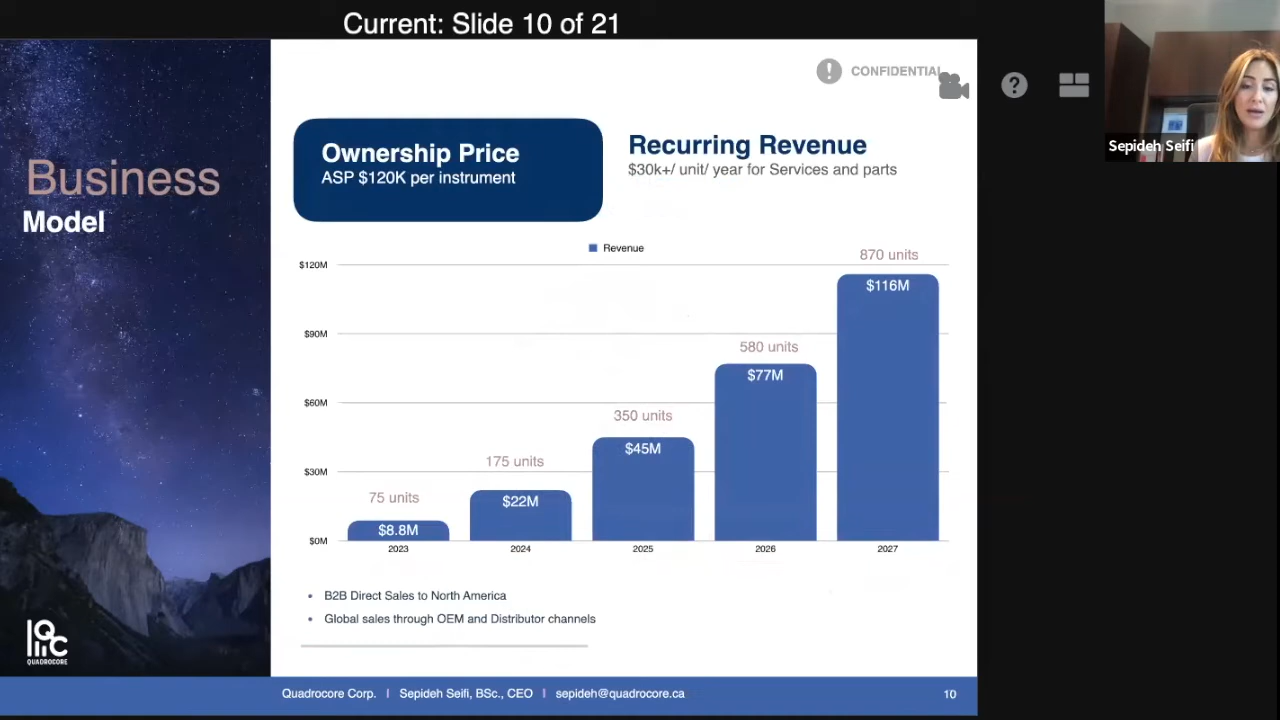 Current: Slide 10 of 21
CONFIDENTIAL
?
Sepideh Seifi
Business
Model
Ownership Price
ASP $120K per instrument
Recurring Revenue
$30k+/ unit/ year for Services and parts
Revenue
$120M
$90M
$60M
$30M
$0M
75 units
175 units
350 units
580 units
870 units
$8.8M
$22M
$45M
$77M
$116M
2023
2024
2025
2026
2027
• B2B Direct Sales to North America
• Global sales through OEM and Distributor channels
QUADROCORE
Quadrocore Corp. | Sepideh Seifi, BSc., CEO | sepideh@quadrocore.ca
10